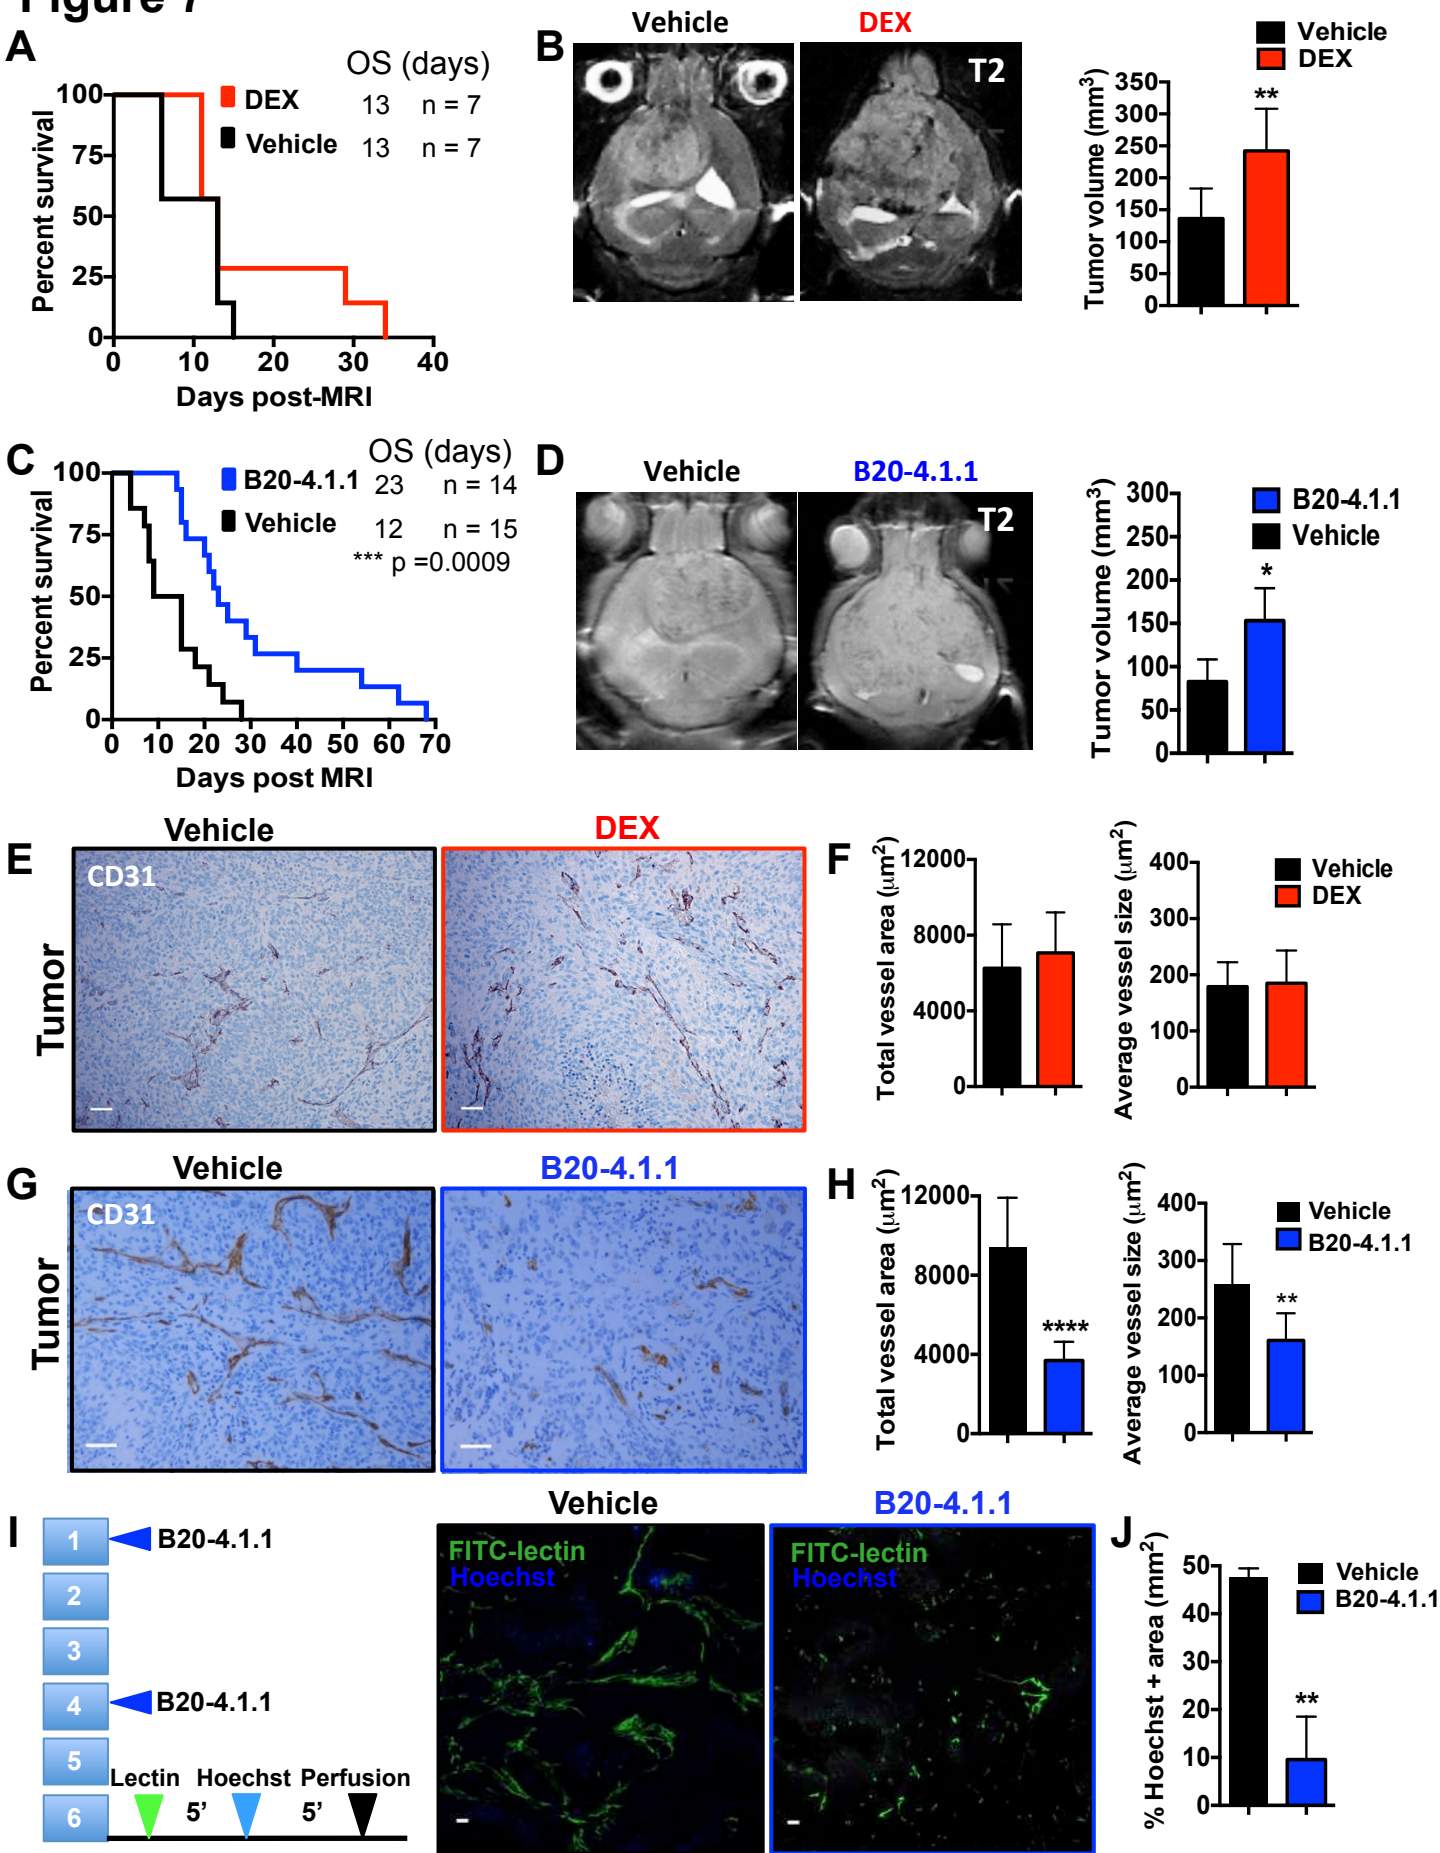 Figure 7
A
OS (days)
DEX 13 n = 7
Vehicle 13 n = 7
Percent survival
100
75
50
25
0
0 10 20 30 40
Days post-MRI
B
Vehicle DEX
T2
Vehicle
DEX
Tumor volume (mm3)
350
300
250
200
150
100
50
0
**
C
OS (days)
B20-4.1.1 23 n = 14
Vehicle 12 n = 15
*** p =0.0009
Percent survival
100
75
50
25
0
0 10 20 30 40 50 60 70
Days post MRI
D
Vehicle B20-4.1.1
T2
B20-4.1.1
Vehicle
Tumor volume (mm3)
300
250
200
150
100
50
0
*
E
Vehicle DEX
CD31
Tumor
F
Total vessel area (µm2)
12000
8000
4000
0
Average vessel size (µm2)
400
300
200
100
0
Vehicle
DEX
G
Vehicle B20-4.1.1
CD31
Tumor
H
Total vessel area (µm2)
12000
8000
4000
0
****
Average vessel size (µm2)
400
300
200
100
0
**
Vehicle
B20-4.1.1
I
1 B20-4.1.1
2
3
4 B20-4.1.1
5
6
Lectin Hoechst Perfusion
5’ 5’
Vehicle B20-4.1.1
FITC-lectin
Hoechst
FITC-lectin
Hoechst
J
% Hoechst + area (mm2)
50
40
30
20
10
0
**
Vehicle
B20-4.1.1